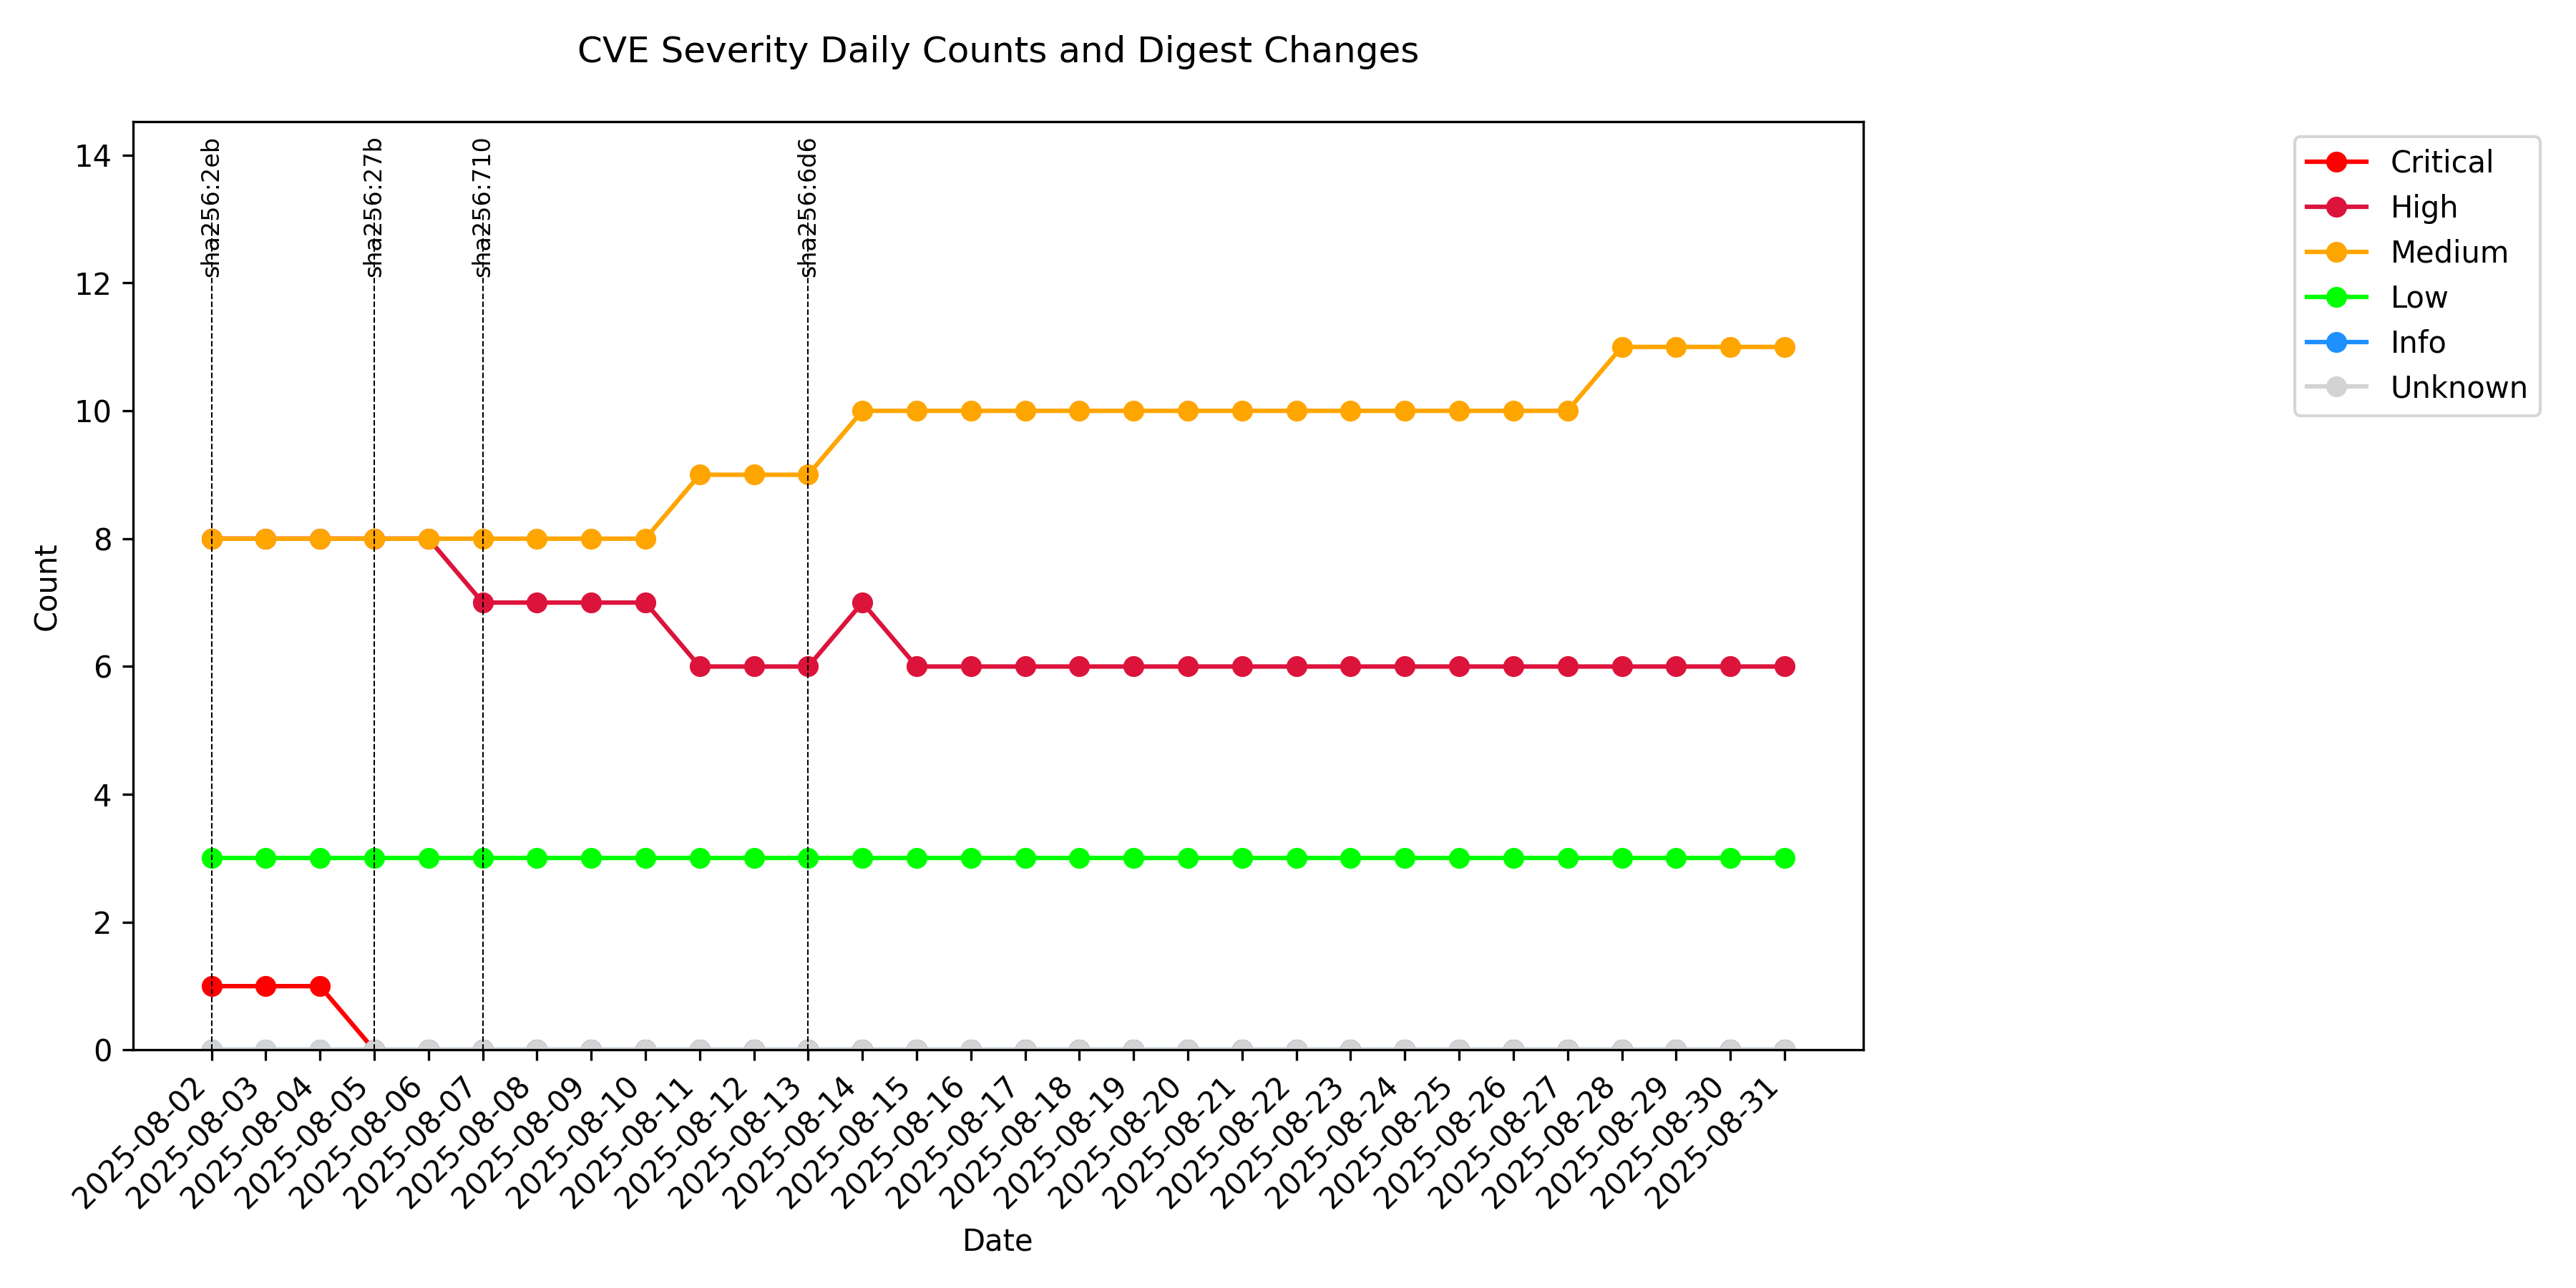 CVE Severity Daily Counts and Digest Changes
14
12
10
8
6
4
2
0
Count
sha256:2eb
sha256:27b
sha256:710
sha256:6d6
Critical
High
Medium
Low
Info
Unknown
2025-08-02
2025-08-03
2025-08-04
2025-08-05
2025-08-06
2025-08-07
2025-08-08
2025-08-09
2025-08-10
2025-08-11
2025-08-12
2025-08-13
2025-08-14
2025-08-15
2025-08-16
2025-08-17
2025-08-18
2025-08-19
2025-08-20
2025-08-21
2025-08-22
2025-08-23
2025-08-24
2025-08-25
2025-08-26
2025-08-27
2025-08-28
2025-08-29
2025-08-30
2025-08-31
Date